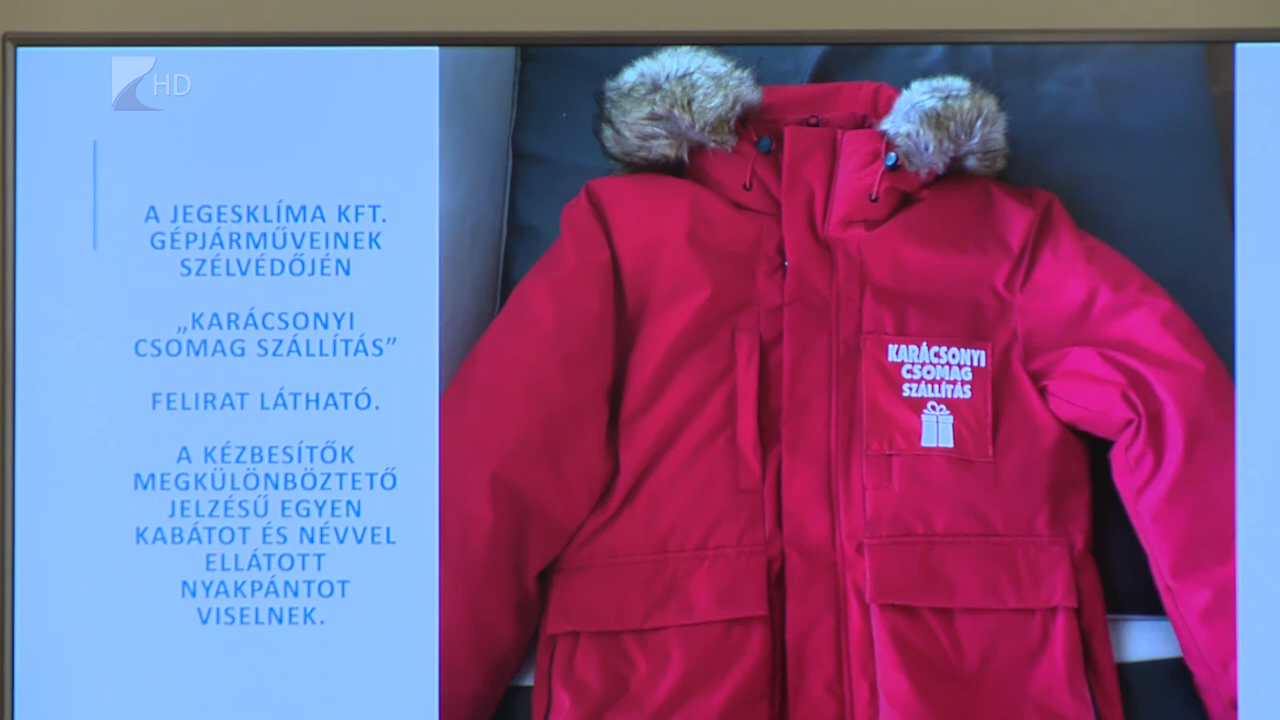 HD
A JEGESKLÍMA KFT.
GÉPJÁRMŰVEINEK
SZÉLVÉDŐJÉN
„KARÁCSONYI
CSOMAG SZÁLLÍTÁS”
FELIRAT LÁTHATÓ.
A KÉZBESÍTŐK
MEGKÜLÖNBÖZTETŐ
JELZÉSŰ EGYEN
KABÁTOT ÉS NÉVVEL
ELLÁTOTT
NYAKPÁNTOT
VISELNEK.
KARÁCSONYI
CSOMAG
SZÁLLÍTÁS